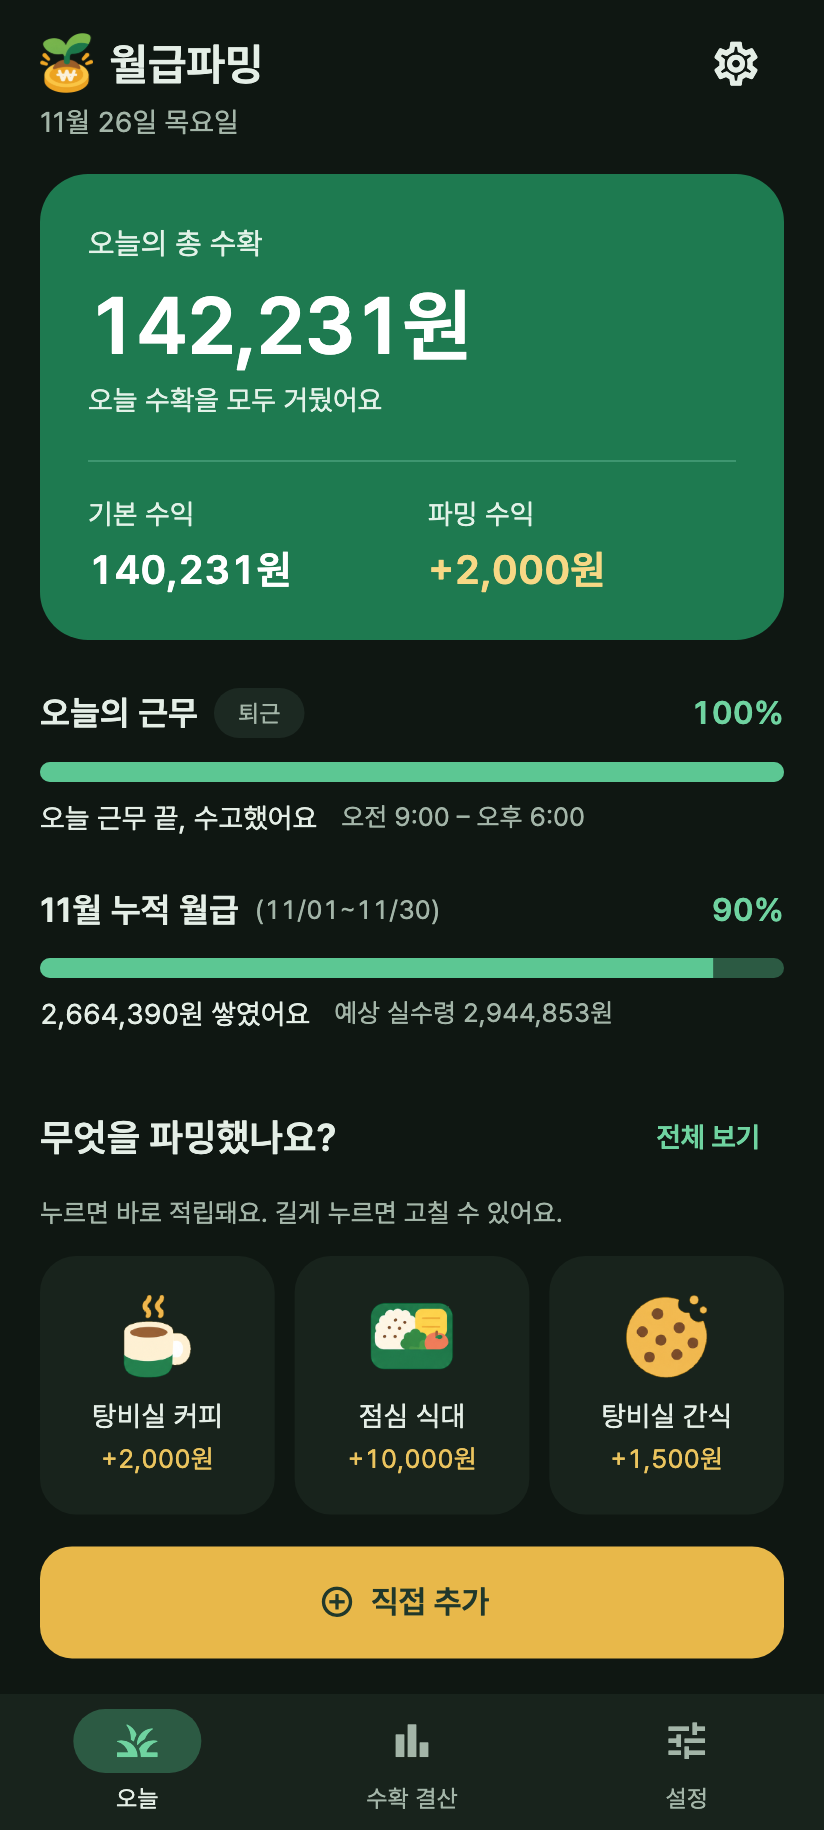 월급파밍
11월 26일 목요일
오늘의 총 수확
142,231원
오늘 수확을 모두 거뒀어요
기본 수익 파밍 수익
140,231원 +2,000원
오늘의 근무 퇴근 100%
오늘 근무 끝, 수고했어요 오전 9:00 – 오후 6:00
11월 누적 월급 (11/01~11/30) 90%
2,664,390원 쌓였어요 예상 실수령 2,944,853원
무엇을 파밍했나요? 전체 보기
누르면 바로 적립돼요. 길게 누르면 고칠 수 있어요.
탕비실 커피 점심 식대 탕비실 간식
+2,000원 +10,000원 +1,500원
직접 추가
오늘 수확 결산 설정